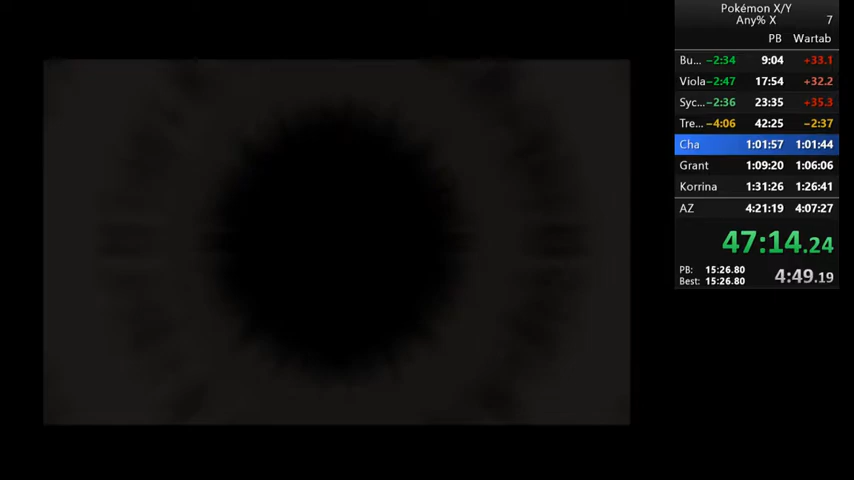 Pokémon X/Y
Any% X 7
PB Wartab
Bu... −2:34 9:04 +33.1
Viola −2:47 17:54 +32.2
Syc... −2:36 23:35 +35.3
Tre... −4:06 42:25 −2:37
Cha 1:01:57 1:01:44
Grant 1:09:20 1:06:06
Korrina 1:31:26 1:26:41
AZ 4:21:19 4:07:27
47:14.24
PB: 15:26.80 4:49.19
Best: 15:26.80